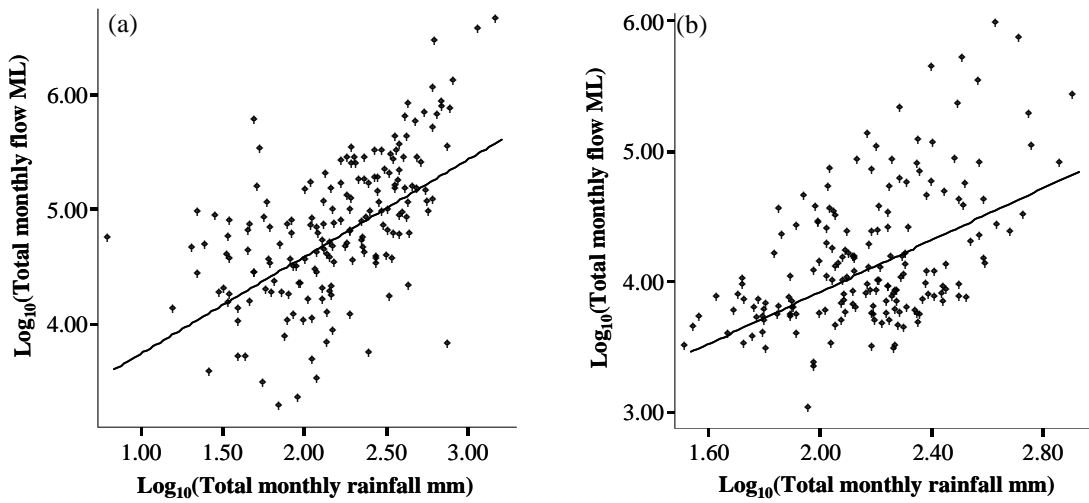 (a)
Log10(Total monthly flow ML)
6.00
5.00
4.00
1.00 1.50 2.00 2.50 3.00
Log10(Total monthly rainfall mm)
(b)
Log10(Total monthly flow ML)
6.00
5.00
4.00
3.00
1.60 2.00 2.40 2.80
Log10(Total monthly rainfall mm)